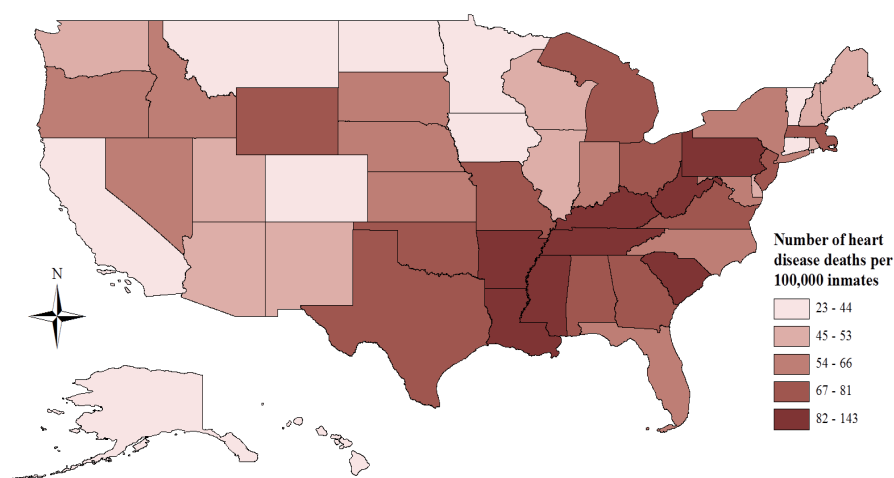 N
Number of heart
disease deaths per
100,000 inmates
23 - 44
45 - 53
54 - 66
67 - 81
82 - 143